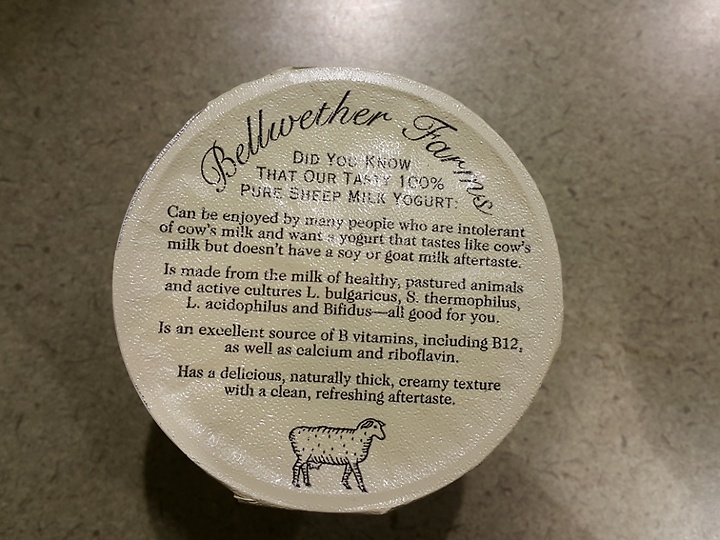 Bellwether Farms
DID YOU KNOW
THAT OUR TASTY 100%
PURE SHEEP MILK YOGURT:
Can be enjoyed by many people who are intolerant
of cow's milk and want a yogurt that tastes like cow's
milk but doesn't have a soy or goat milk aftertaste.
Is made from the milk of healthy, pastured animals
and active cultures L. bulgaricus, S. thermophilus,
L. acidophilus and Bifidus—all good for you.
Is an excellent source of B vitamins, including B12,
as well as calcium and riboflavin.
Has a delicious, naturally thick, creamy texture
with a clean, refreshing aftertaste.